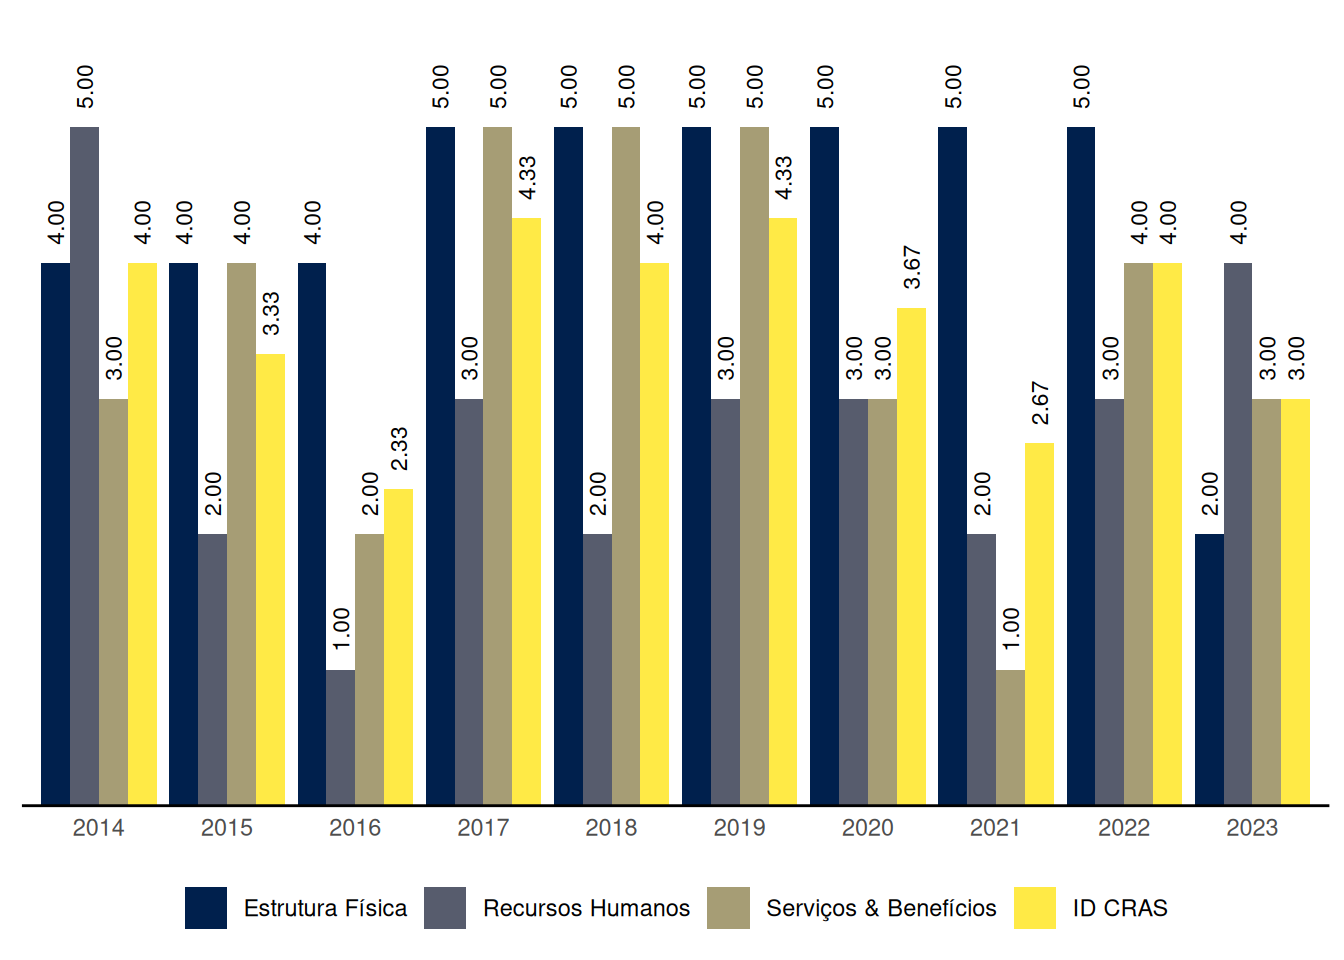 4.00 5.00 3.00 4.00
4.00 2.00 4.00 3.33
4.00 1.00 2.00 2.33
5.00 3.00 5.00 4.33
5.00 2.00 5.00 4.00
5.00 3.00 5.00 4.33
5.00 3.00 3.00 3.67
5.00 2.00 1.00 2.67
5.00 3.00 4.00 4.00
2.00 4.00 3.00 3.00
2014 2015 2016 2017 2018 2019 2020 2021 2022 2023
Estrutura Física Recursos Humanos Serviços & Benefícios ID CRAS